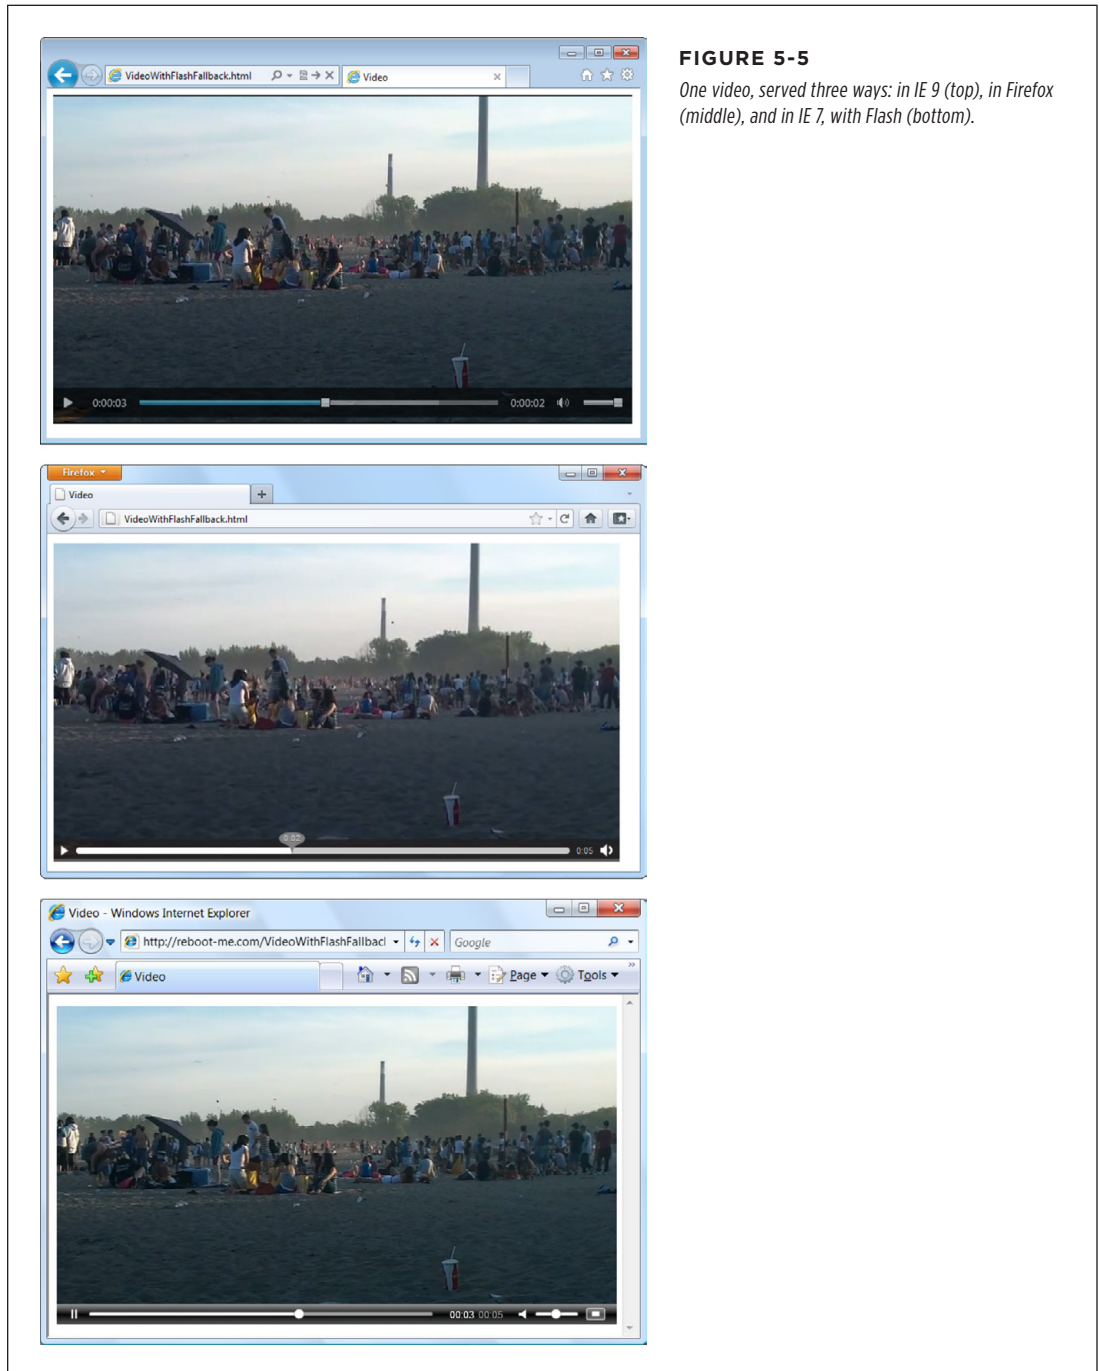 VideoWithFlashFallback.html
Video
0:00:03
0:00:02
FIGURE 5-5
One video, served three ways: in IE 9 (top), in Firefox
(middle), and in IE 7, with Flash (bottom).
Firefox
Video
VideoWithFlashFallback.html
0:02
0:05
Video - Windows Internet Explorer
http://reboot-me.com/VideoWithFlashFallbacl
Google
Video
Page
Tools
00:03 00:05